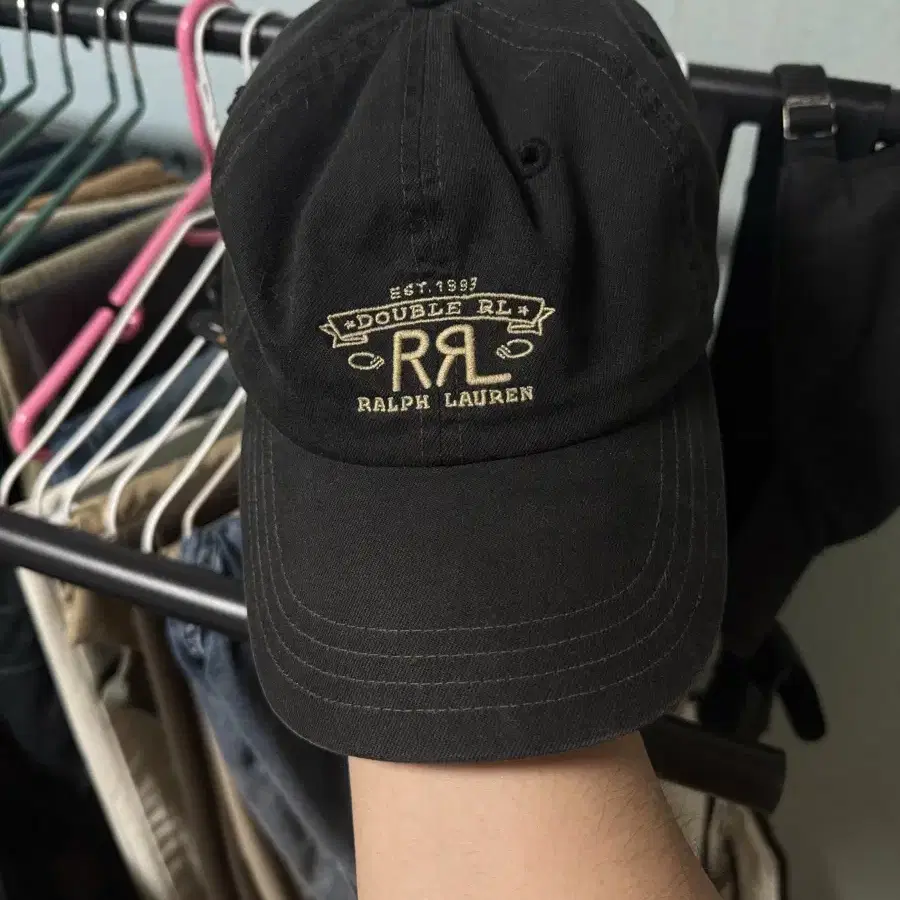 EST. 1993
★DOUBLE RL★
RRL
RALPH LAUREN